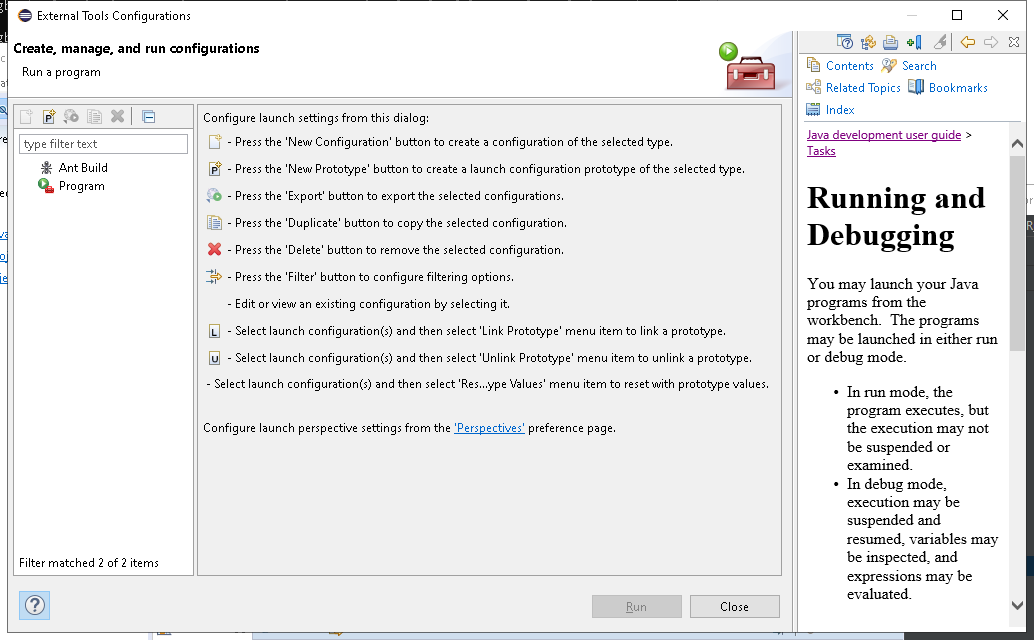 External Tools Configurations
Create, manage, and run configurations
Run a program
type filter text
Ant Build
Program
Filter matched 2 of 2 items
Configure launch settings from this dialog:
- Press the 'New Configuration' button to create a configuration of the selected type.
- Press the 'New Prototype' button to create a launch configuration prototype of the selected type.
- Press the 'Export' button to export the selected configurations.
- Press the 'Duplicate' button to copy the selected configuration.
- Press the 'Delete' button to remove the selected configuration.
- Press the 'Filter' button to configure filtering options.
- Edit or view an existing configuration by selecting it.
L - Select launch configuration(s) and then select 'Link Prototype' menu item to link a prototype.
U - Select launch configuration(s) and then select 'Unlink Prototype' menu item to unlink a prototype.
- Select launch configuration(s) and then select 'Res...ype Values' menu item to reset with prototype values.
Configure launch perspective settings from the 'Perspectives' preference page.
Run
Close
Contents Search
Related Topics Bookmarks
Index
Java development user guide >
Tasks
Running and
Debugging
You may launch your Java
programs from the
workbench. The programs
may be launched in either run
or debug mode.
• In run mode, the
program executes, but
the execution may not
be suspended or
examined.
• In debug mode,
execution may be
suspended and
resumed, variables may
be inspected, and
expressions may be
evaluated.